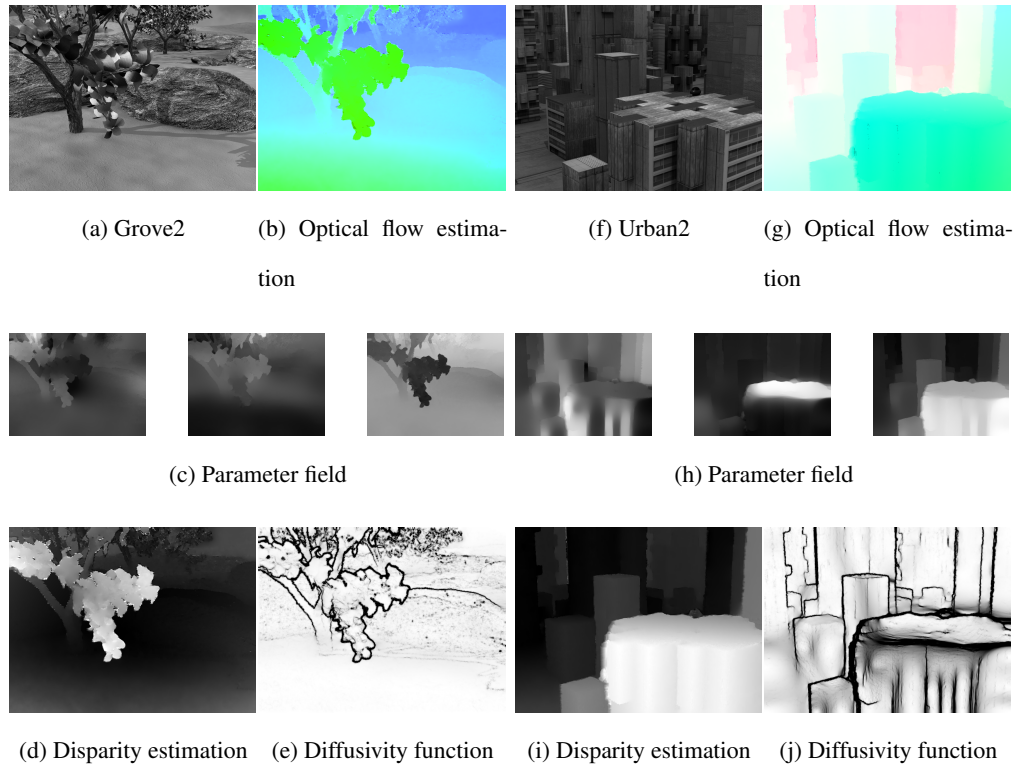 (a) Grove2
(b) Optical flow estima-
tion
(f) Urban2
(g) Optical flow estima-
tion
(c) Parameter field
(h) Parameter field
(d) Disparity estimation
(e) Diffusivity function
(i) Disparity estimation
(j) Diffusivity function